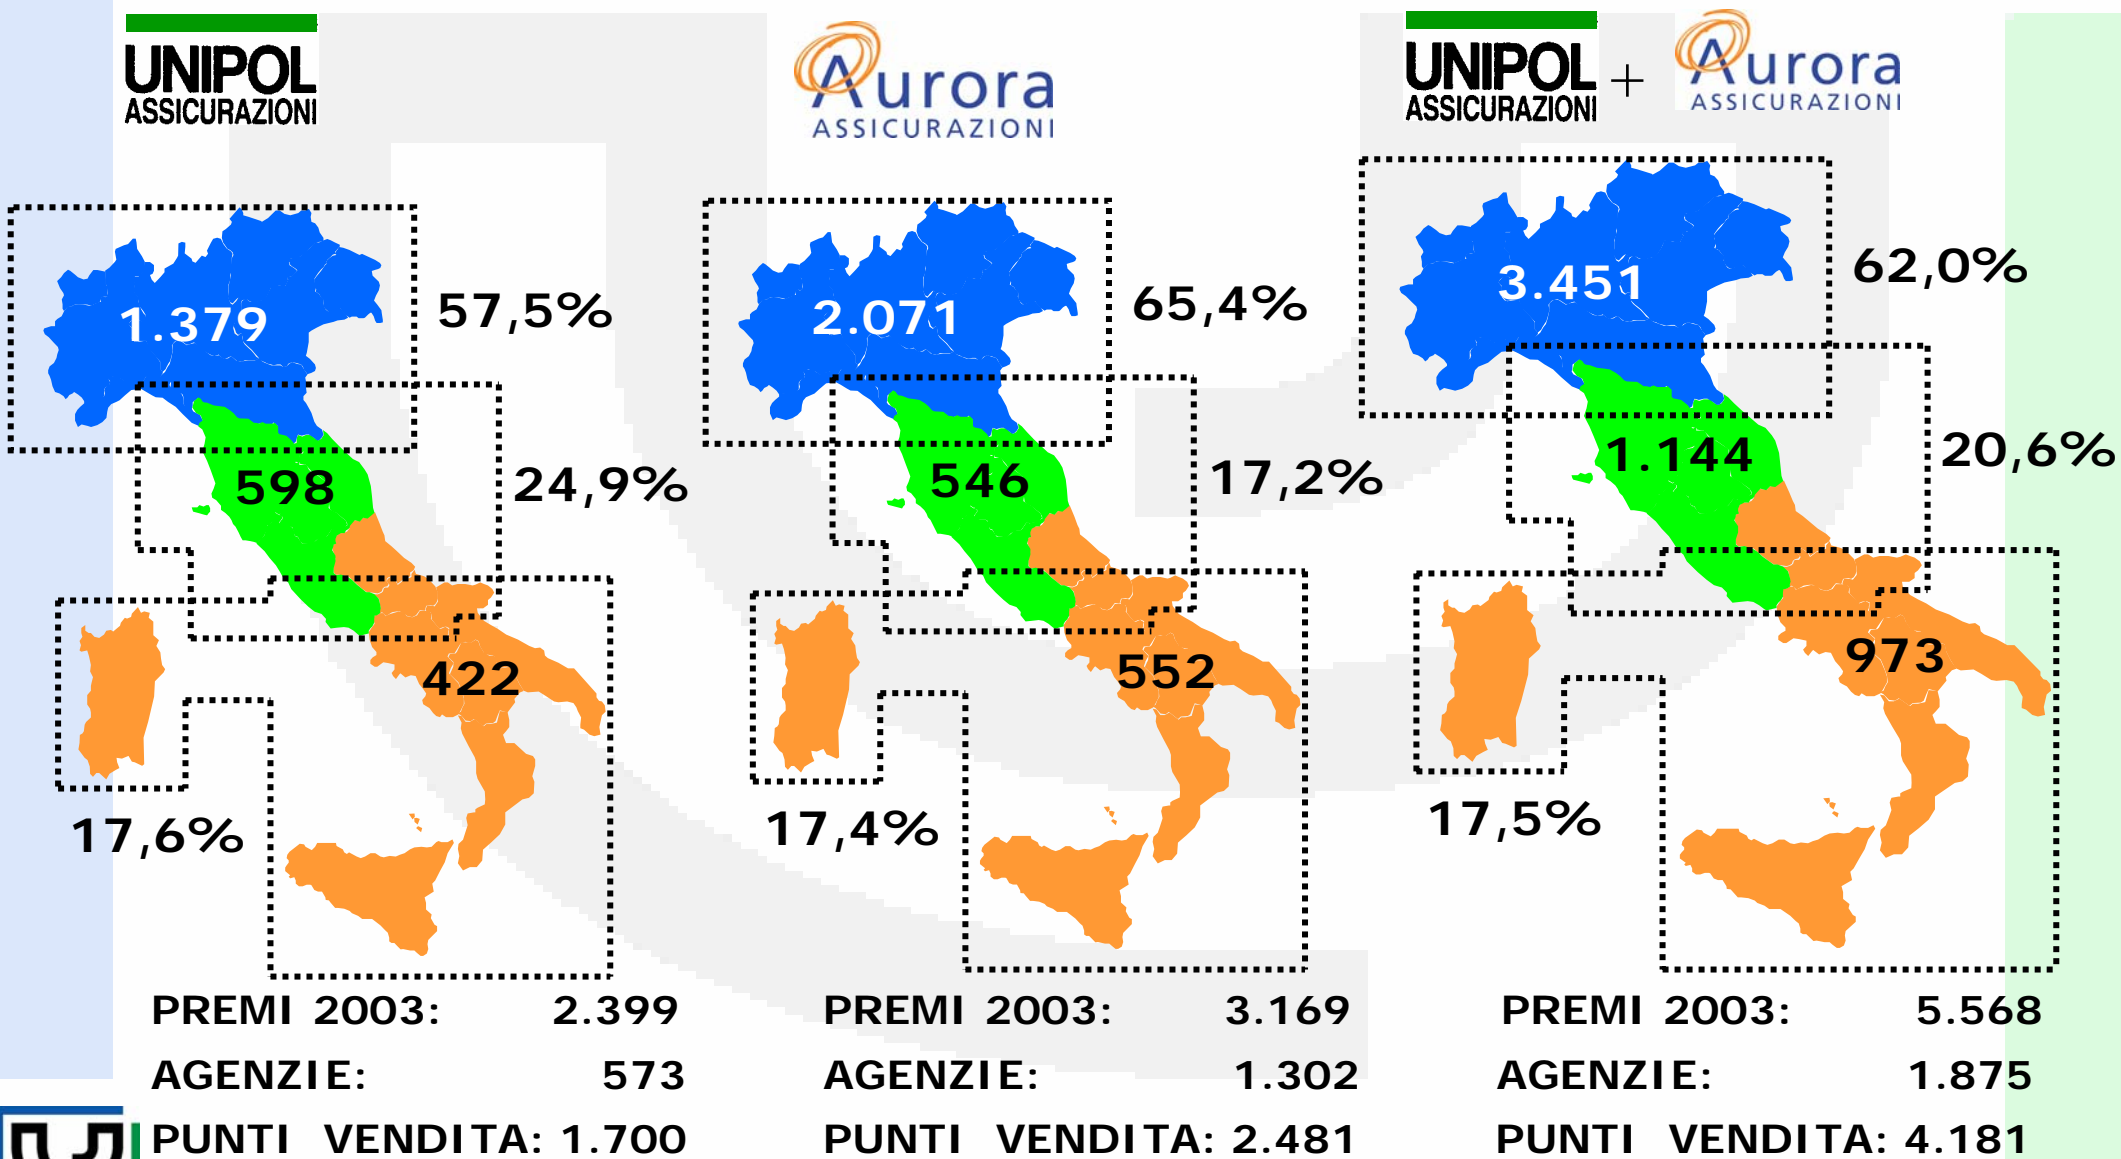 UNIPOL
ASSICURAZIONI
Aurora
ASSICURAZIONI
UNIPOL
ASSICURAZIONI
+
Aurora
ASSICURAZIONI
1.379
57,5%
598
24,9%
422
17,6%
2.071
65,4%
546
17,2%
552
17,4%
3.451
62,0%
1.144
20,6%
973
17,5%
PREMI 2003: 2.399
AGENZIE: 573
PUNTI VENDITA: 1.700
PREMI 2003: 3.169
AGENZIE: 1.302
PUNTI VENDITA: 2.481
PREMI 2003: 5.568
AGENZIE: 1.875
PUNTI VENDITA: 4.181